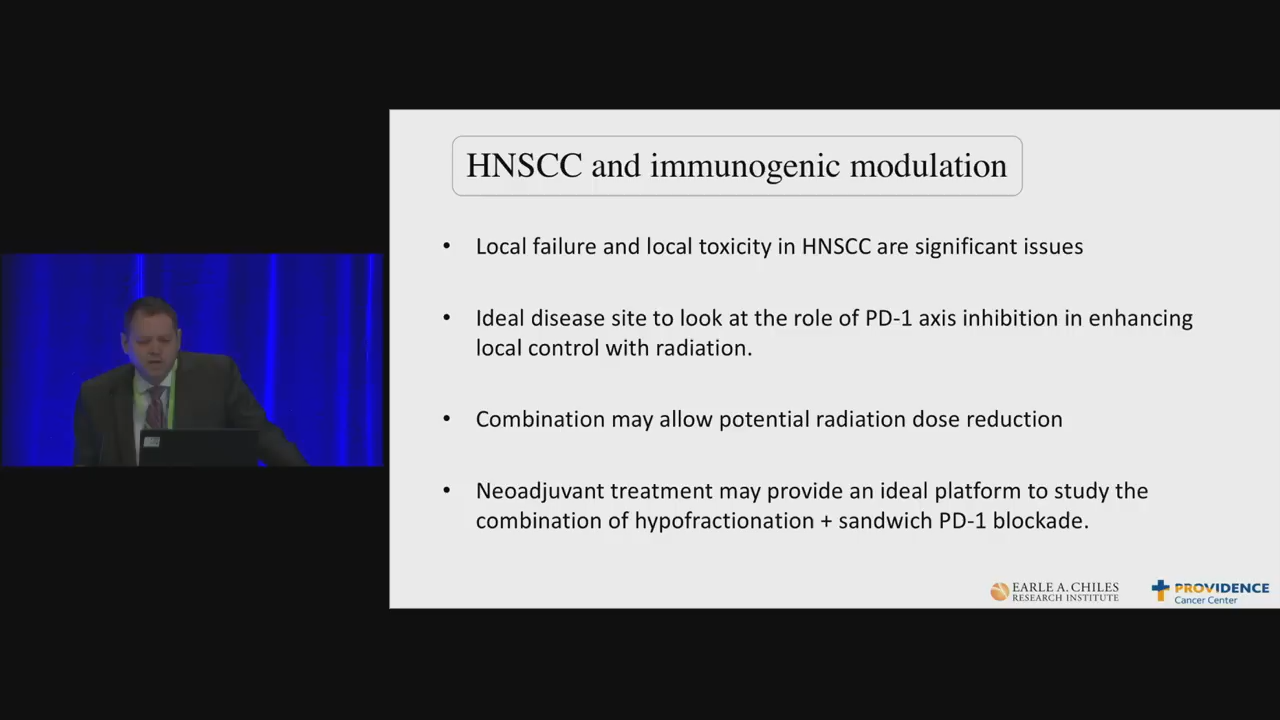 HNSCC and immunogenic modulation
• Local failure and local toxicity in HNSCC are significant issues
• Ideal disease site to look at the role of PD-1 axis inhibition in enhancing
local control with radiation.
• Combination may allow potential radiation dose reduction
• Neoadjuvant treatment may provide an ideal platform to study the
combination of hypofractionation + sandwich PD-1 blockade.
EARLE A. CHILES
RESEARCH INSTITUTE
PROVIDENCE
Cancer Center